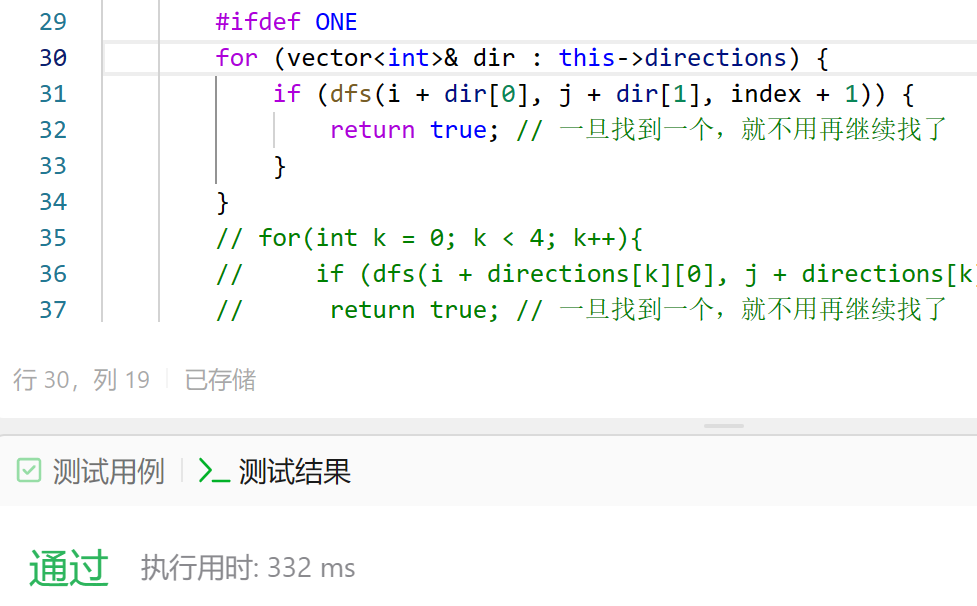 29 #ifdef ONE
30 for (vector<int>& dir : this->directions) {
31 if (dfs(i + dir[0], j + dir[1], index + 1)) {
32 return true; // 一旦找到一个，就不用再继续找了
33 }
34 }
35 // for(int k = 0; k < 4; k++){
36 // if (dfs(i + directions[k][0], j + directions[k]
37 // return true; // 一旦找到一个，就不用再继续找了
行 30，列 19 已存储
测试用例 >_ 测试结果
通过 执行用时: 332 ms